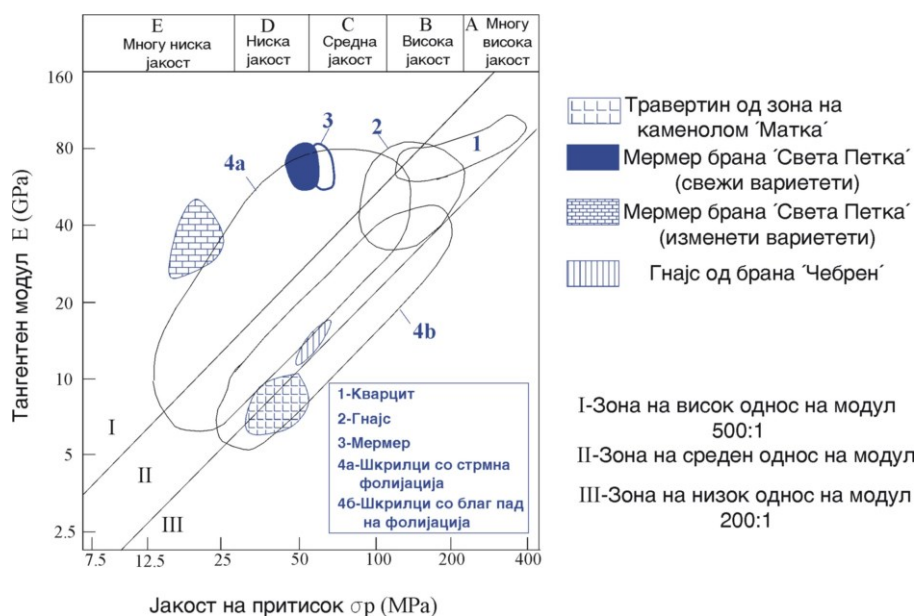 E D C B A Многу
Многу ниска Ниска Средна Висока висока
јакост јакост јакост јакост јакост
160
80
40
20
10
5
2.5
Тангентен модул E (GPa)
4a
3
2
1
4b
I
II
III
1-Кварцит
2-Гнајс
3-Мермер
4а-Шкрилци со стрмна
фолијација
4б-Шкрилци со благ пад
на фолијација
7.5 12.5 25 50 100 200 400
Јакост на притисок σp (MPa)
Травертин од зона на
каменолом ´Матка´
Мермер брана ´Света Петка´
(свежи вариетети)
Мермер брана ´Света Петка´
(изменети вариетети)
Гнајс од брана ´Чебрен´
I-Зона на висок однос на модул
500:1
II-Зона на среден однос на модул
III-Зона на низок однос на модул
200:1